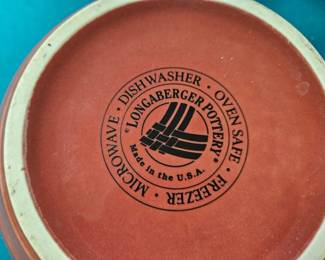 MICROWAVE · DISHWASHER · OVEN SAFE · FREEZER ·
© LONGABERGER POTTERY®
Made in the U.S.A.